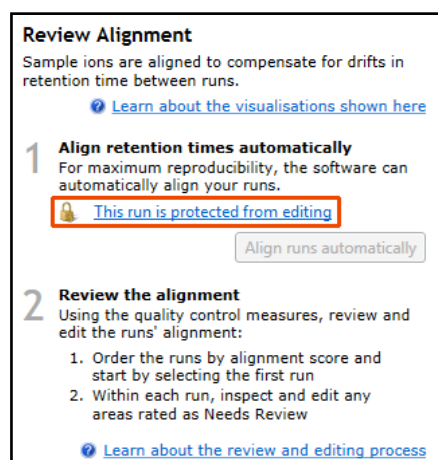 Review Alignment
Sample ions are aligned to compensate for drifts in
retention time between runs.
Learn about the visualisations shown here
1 Align retention times automatically
For maximum reproducibility, the software can
automatically align your runs.
This run is protected from editing
Align runs automatically
2 Review the alignment
Using the quality control measures, review and
edit the runs' alignment:
1. Order the runs by alignment score and
start by selecting the first run
2. Within each run, inspect and edit any
areas rated as Needs Review
Learn about the review and editing process